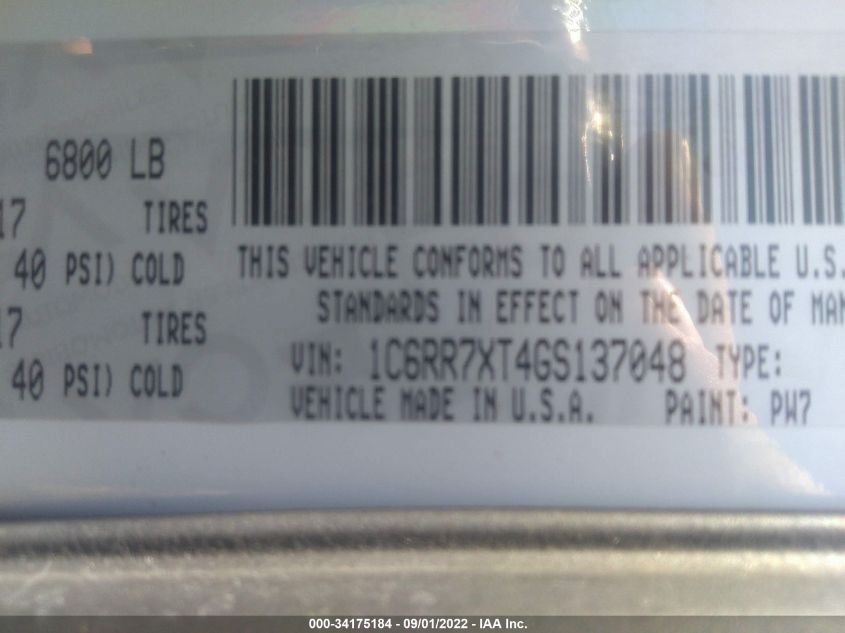 6800 LB
17 TIRES
40 PSI) COLD
17 TIRES
40 PSI) COLD
THIS VEHICLE CONFORMS TO ALL APPLICABLE U.S.
STANDARDS IN EFFECT ON THE DATE OF MAN
VIN: 1C6RR7XT4GS137048 TYPE:
VEHICLE MADE IN U.S.A. PAINT: PW7
000-34175184 - 09/01/2022 - IAA Inc.